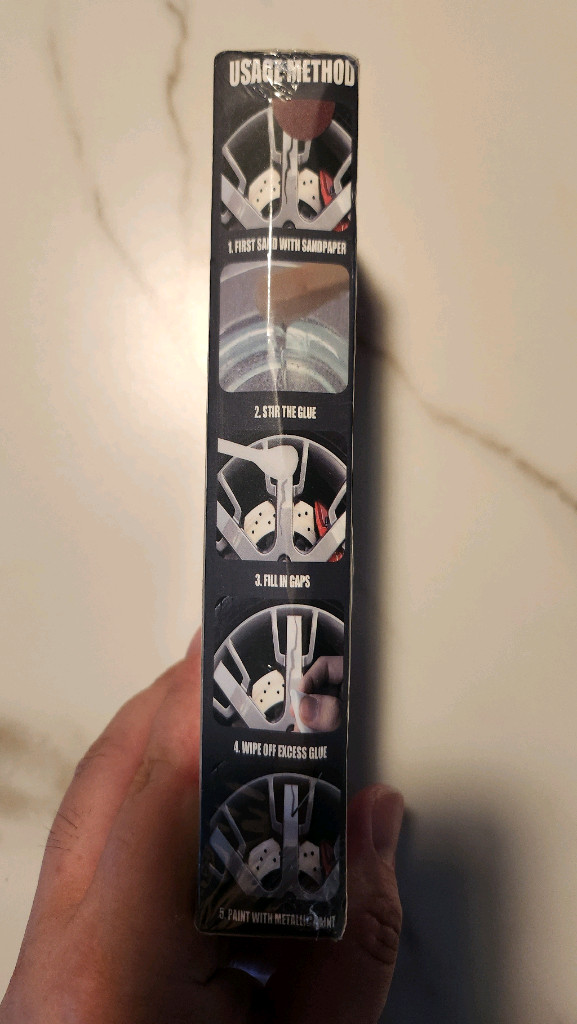 USAGE METHOD
1. FIRST SAND WITH SANDPAPER
2. STIR THE GLUE
3. FILL IN GAPS
4. WIPE OFF EXCESS GLUE
5. PAINT WITH METALLIC PAINT